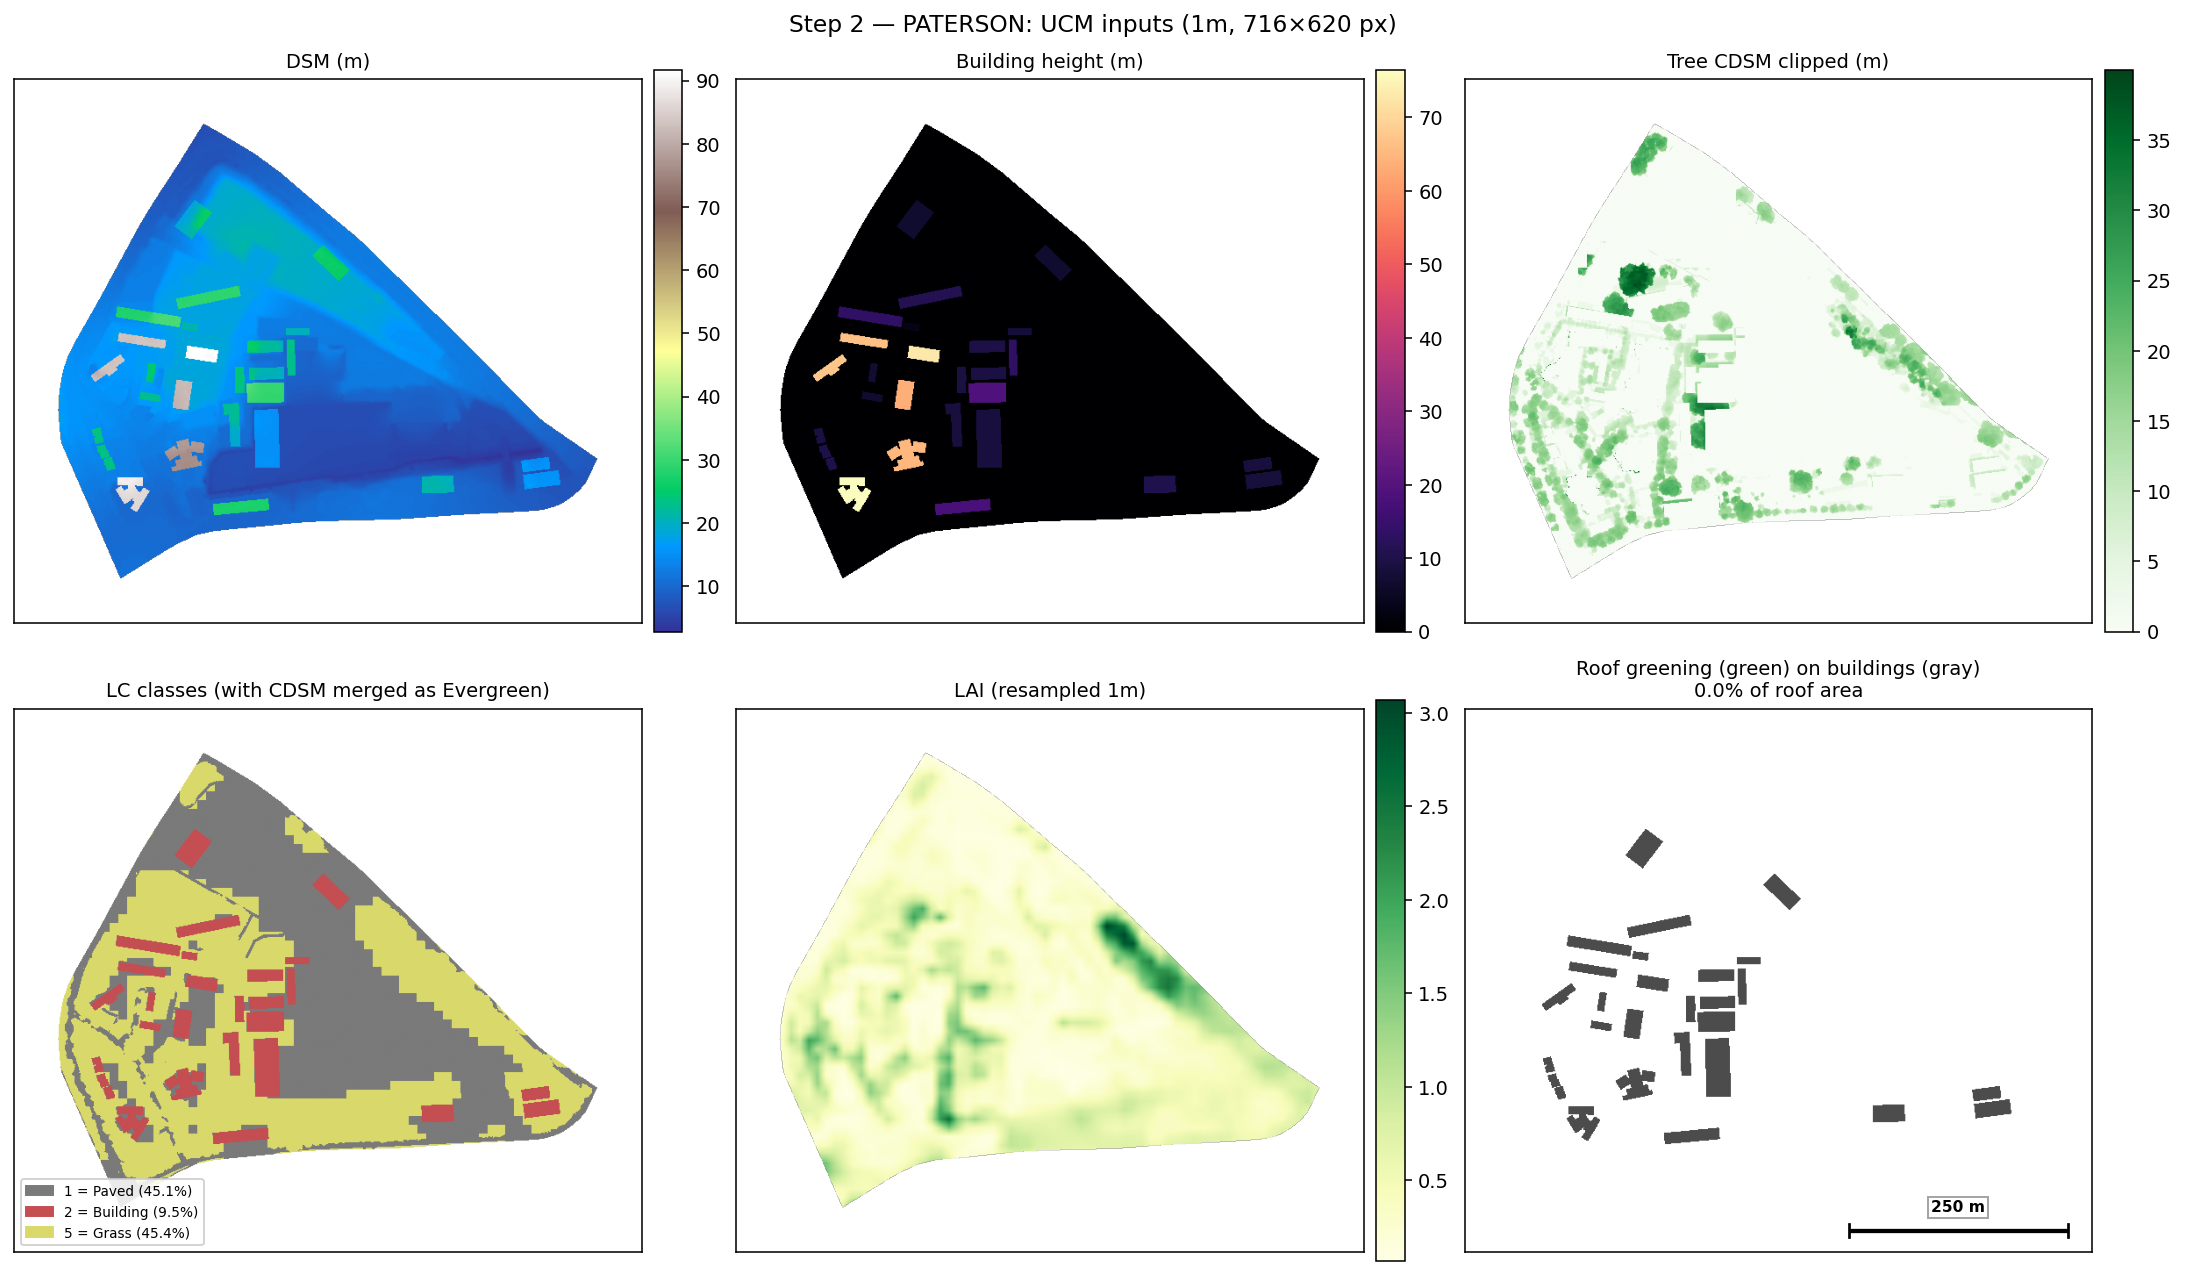 Step 2 — PATERSON: UCM inputs (1m, 716×620 px)
DSM (m)
90
80
70
60
50
40
30
20
10
Building height (m)
70
60
50
40
30
20
10
0
Tree CDSM clipped (m)
35
30
25
20
15
10
5
0
LC classes (with CDSM merged as Evergreen)
1 = Paved (45.1%)
2 = Building (9.5%)
5 = Grass (45.4%)
LAI (resampled 1m)
3.0
2.5
2.0
1.5
1.0
0.5
Roof greening (green) on buildings (gray)
0.0% of roof area
250 m